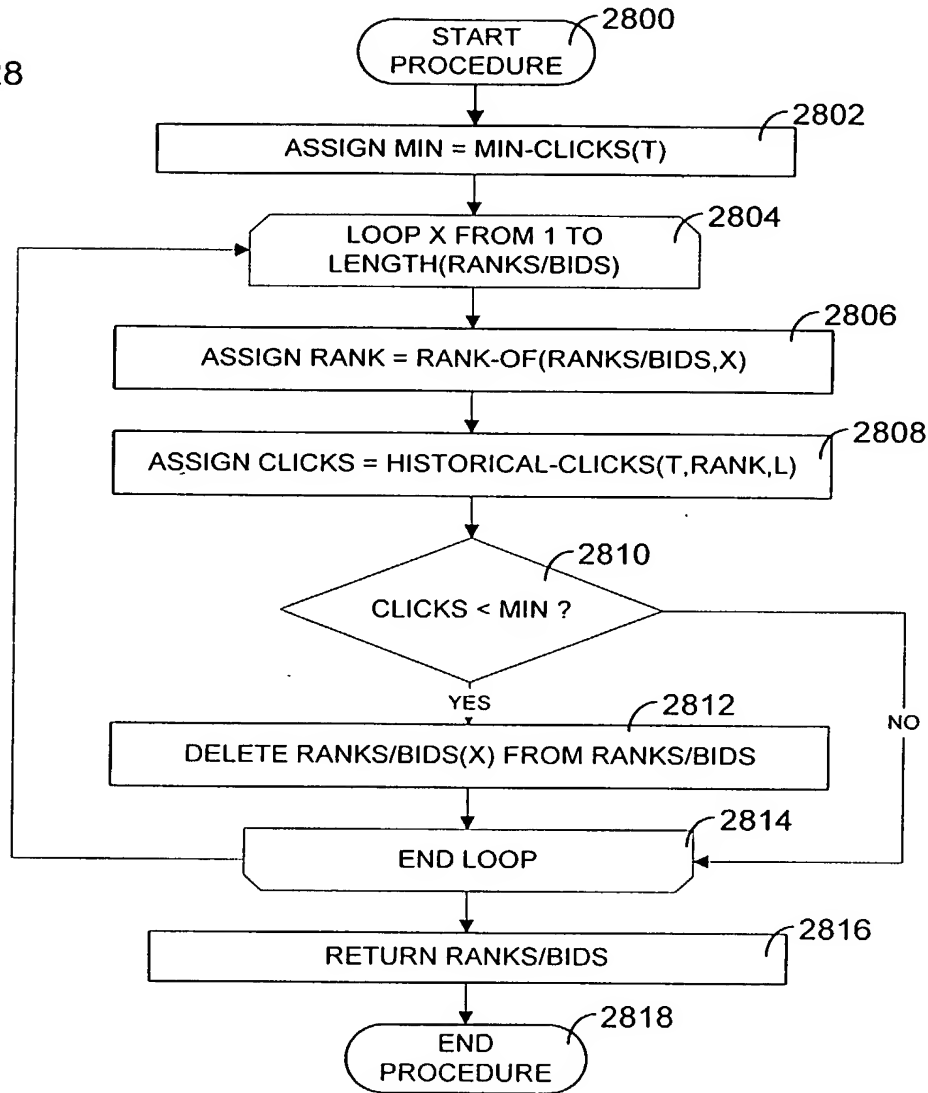 START
PROCEDURE
2800
28
ASSIGN MIN = MIN-CLICKS(T)
2802
LOOP X FROM 1 TO
LENGTH(RANKS/BIDS)
2804
ASSIGN RANK = RANK-OF(RANKS/BIDS,X)
2806
ASSIGN CLICKS = HISTORICAL-CLICKS(T,RANK,L)
2808
CLICKS < MIN ?
2810
YES
NO
DELETE RANKS/BIDS(X) FROM RANKS/BIDS
2812
END LOOP
2814
RETURN RANKS/BIDS
2816
END
PROCEDURE
2818